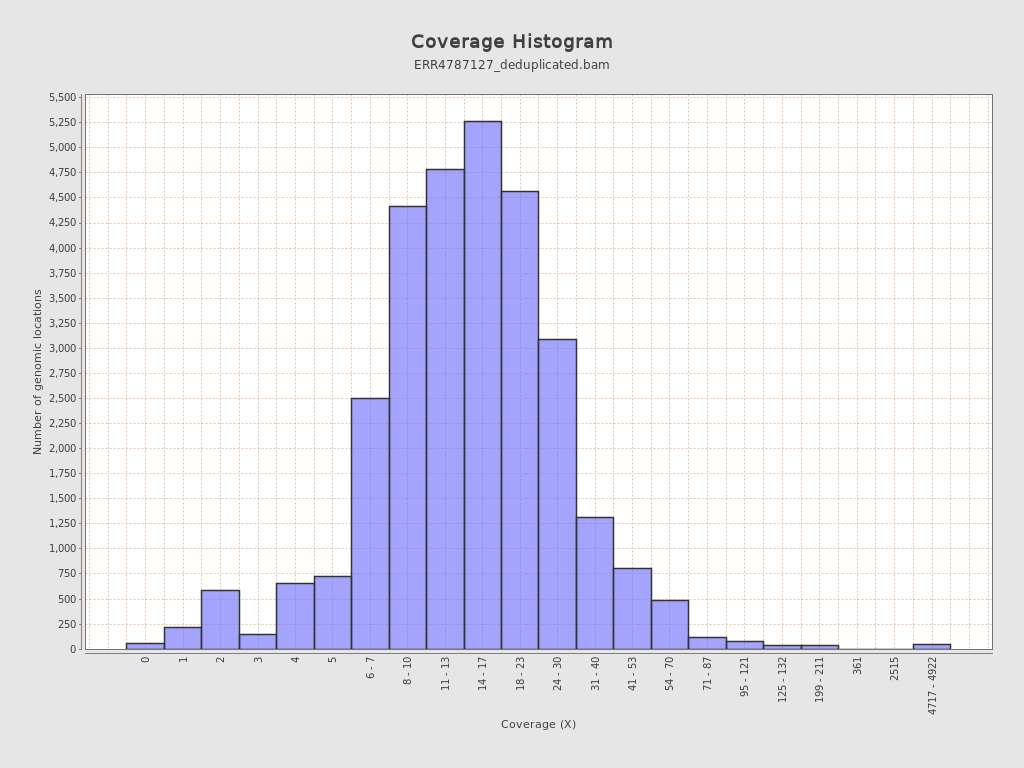 Coverage Histogram
ERR4787127_deduplicated.bam
5,500
5,250
5,000
4,750
4,500
4,250
4,000
3,750
3,500
3,250
3,000
2,750
2,500
2,250
2,000
1,750
1,500
1,250
1,000
750
500
250
0
Number of genomic locations
0
1
2
3
4
5
6 - 7
8 - 10
11 - 13
14 - 17
18 - 23
24 - 30
31 - 40
41 - 53
54 - 70
71 - 87
95 - 121
125 - 132
199 - 211
361
2515
4717 - 4922
Coverage (X)